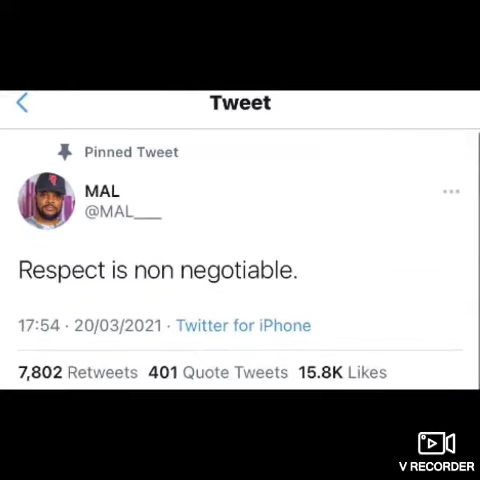 Tweet
Pinned Tweet
MAL
@MAL___
Respect is non negotiable.
17:54 · 20/03/2021 · Twitter for iPhone
7,802 Retweets 401 Quote Tweets 15.8K Likes
V RECORDER